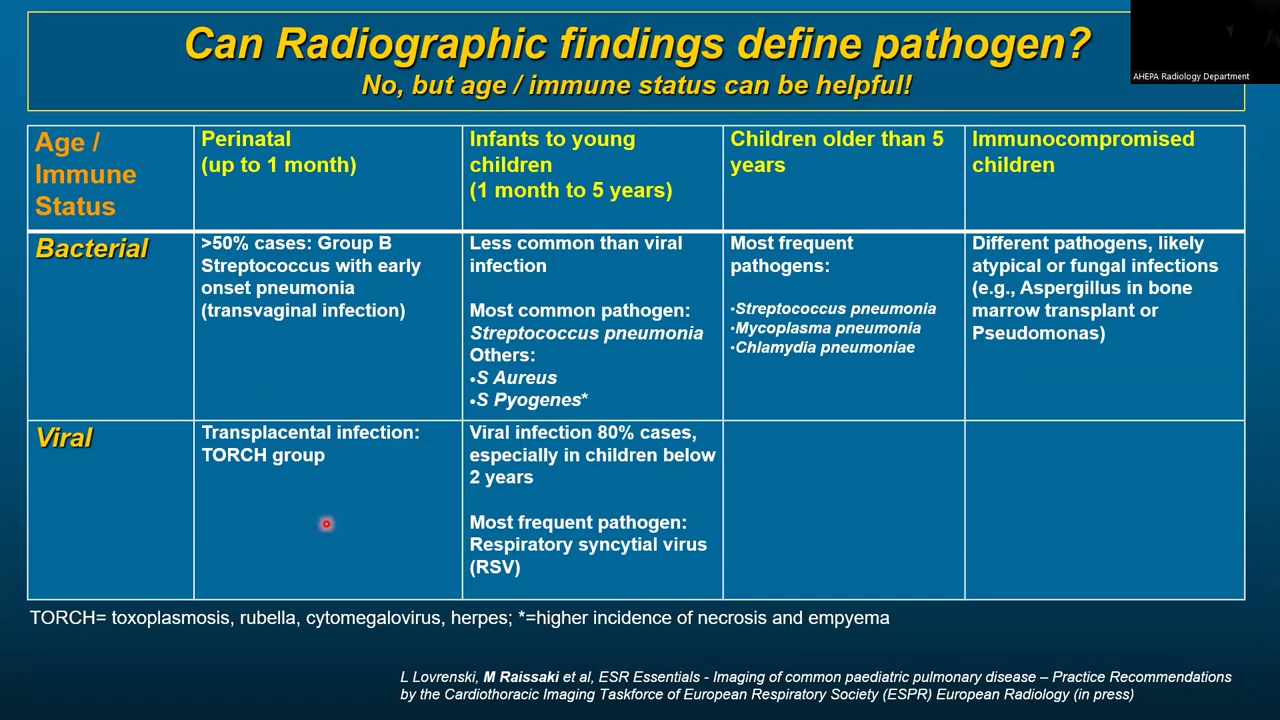 Can Radiographic findings define pathogen?
No, but age / immune status can be helpful!
AHEPA Radiology Department
Age /
Immune
Status
Perinatal
(up to 1 month)
Infants to young
children
(1 month to 5 years)
Children older than 5
years
Immunocompromised
children
Bacterial
>50% cases: Group B
Streptococcus with early
onset pneumonia
(transvaginal infection)
Less common than viral
infection
Most common pathogen:
Streptococcus pneumonia
Others:
•S Aureus
•S Pyogenes*
Most frequent
pathogens:
•Streptococcus pneumonia
•Mycoplasma pneumonia
•Chlamydia pneumoniae
Different pathogens, likely
atypical or fungal infections
(e.g., Aspergillus in bone
marrow transplant or
Pseudomonas)
Viral
Transplacental infection:
TORCH group
Viral infection 80% cases,
especially in children below
2 years
Most frequent pathogen:
Respiratory syncytial virus
(RSV)
TORCH= toxoplasmosis, rubella, cytomegalovirus, herpes; *=higher incidence of necrosis and empyema
L Lovrenski, M Raissaki et al, ESR Essentials - Imaging of common paediatric pulmonary disease – Practice Recommendations
by the Cardiothoracic Imaging Taskforce of European Respiratory Society (ESPR) European Radiology (in press)